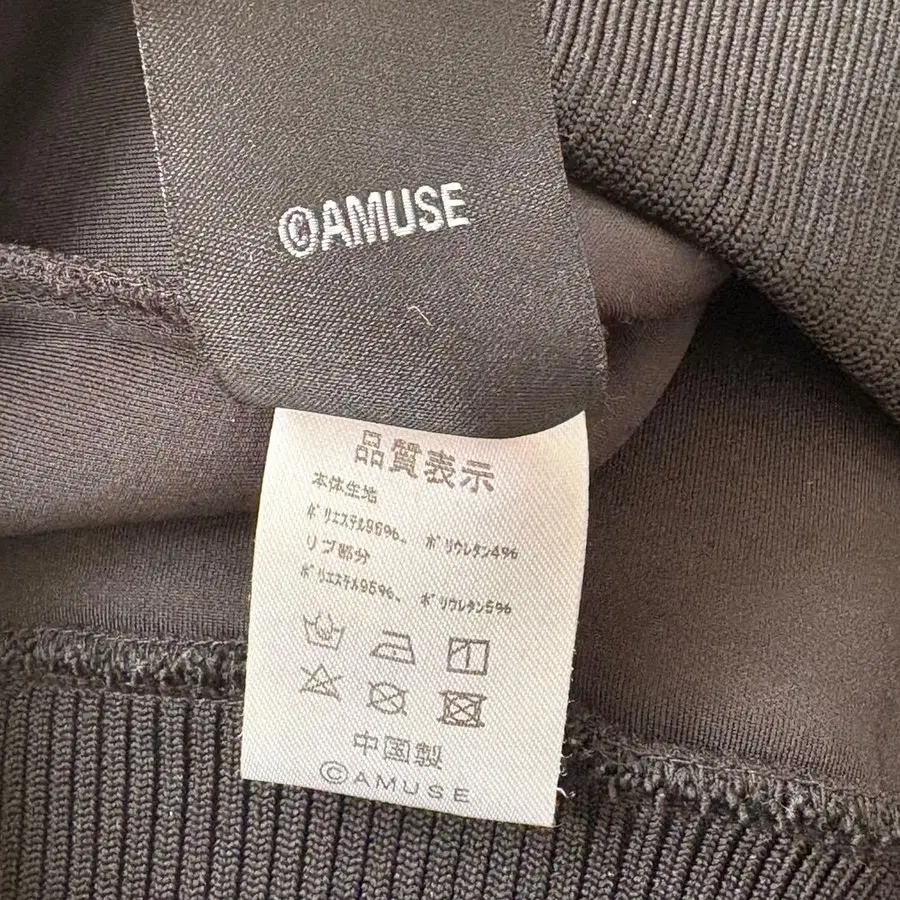 ©AMUSE
品質表示
本体生地
ポリエステル96%、 ポリウレタン4%
リブ部分
ポリエステル95%、 ポリウレタン5%
中国製
©AMUSE